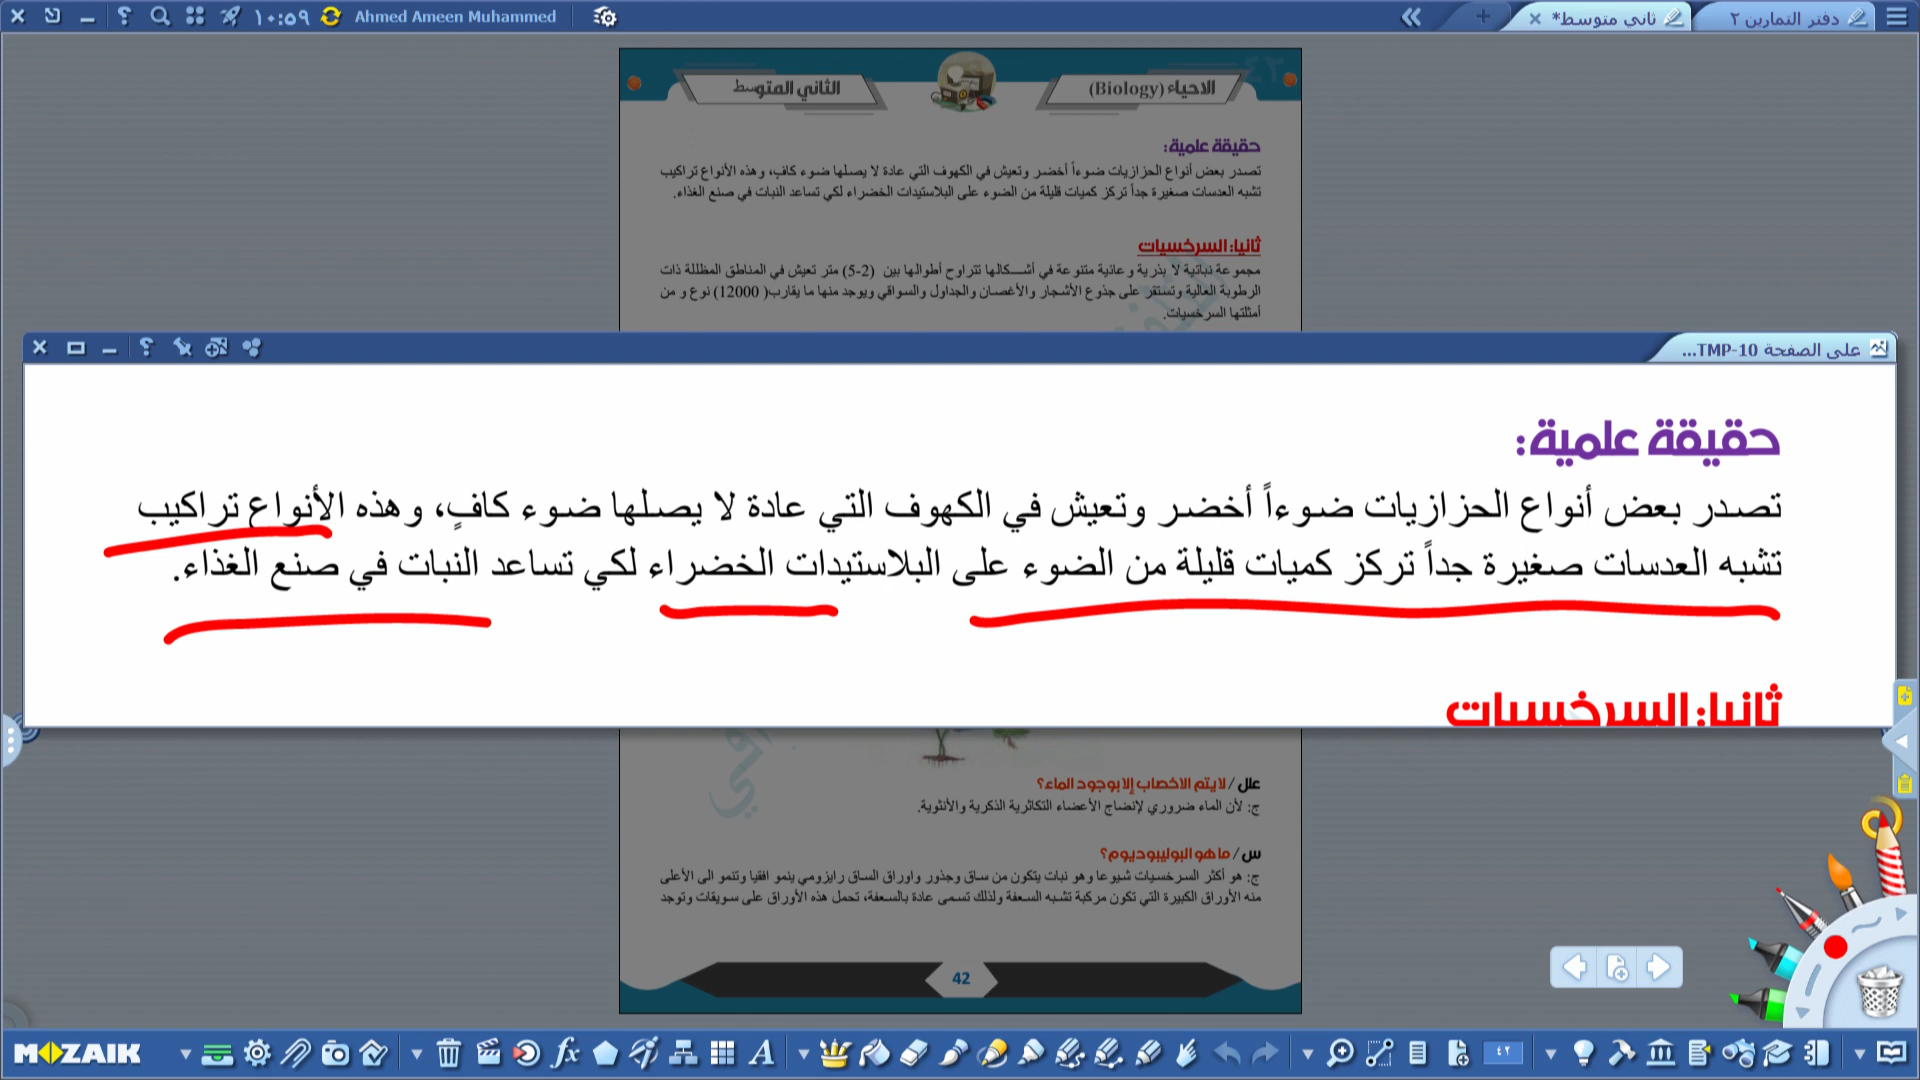 ١٠:٥٩ Ahmed Ameen Muhammed
ثاني متوسط*
دفتر التمارين ٢
الثاني المتوسط
الاحياء (Biology)
٤٢
حقيقة علمية:
تصدر بعض أنواع الحزازيات ضوءاً أخضر وتعيش في الكهوف التي عادة لا يصلها ضوء كافٍ، وهذه الأنواع تراكيب
تشبه العدسات صغيرة جداً تركز كميات قليلة من الضوء على البلاستيدات الخضراء لكي تساعد النبات في صنع الغذاء.
ثانيا: السرخسيات
مجموعة نباتية لا بذرية وعائية متنوعة في أشكالها تتراوح أطوالها بين (2-5) متر تعيش في المناطق المظللة ذات
الرطوبة العالية وتستقر على جذوع الأشجار والأغصان والجداول والسواقي ويوجد منها ما يقارب( 12000) نوع و من
أمثلتها السرخسيات.
على الصفحة TMP-10...
حقيقة علمية:
تصدر بعض أنواع الحزازيات ضوءاً أخضر وتعيش في الكهوف التي عادة لا يصلها ضوء كافٍ، وهذه الأنواع تراكيب
تشبه العدسات صغيرة جداً تركز كميات قليلة من الضوء على البلاستيدات الخضراء لكي تساعد النبات في صنع الغذاء.
ثانيا: السرخسيات
علل / لا يتم الاخصاب إلا بوجود الماء؟
ج: لأن الماء ضروري لإنضاج الأعضاء التكاثرية الذكرية والأنثوية.
س / ما هو البوليبوديوم؟
ج: هو أكثر السرخسيات شيوعا وهو نبات يتكون من ساق وجذور واوراق الساق رايزومي ينمو افقيا وتنمو الى الأعلى
منه الأوراق الكبيرة التي تكون مركبة تشبه السعفة ولذلك تسمى عادة بالسعفة، تحمل هذه الأوراق على سويقات وتوجد
42
MOZAIK
٤٢